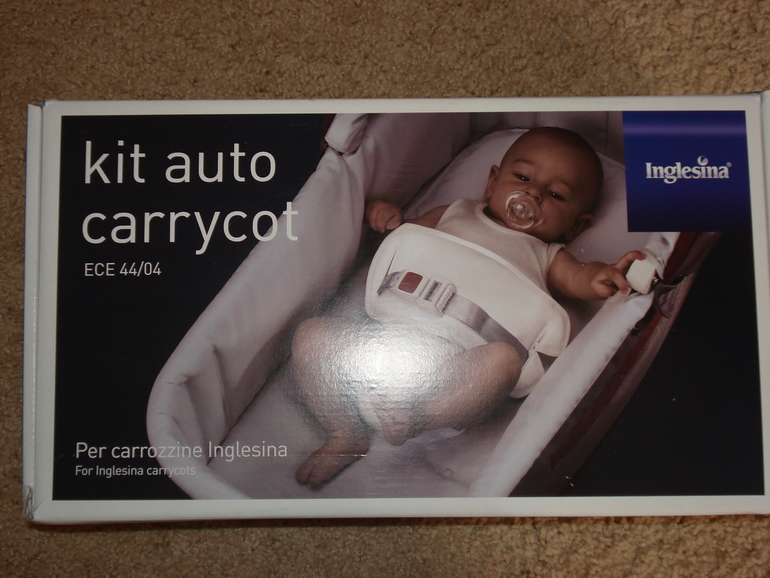 kit auto
carrycot
ECE 44/04
Inglesina®
Per carrozzine Inglesina
For Inglesina carrycots